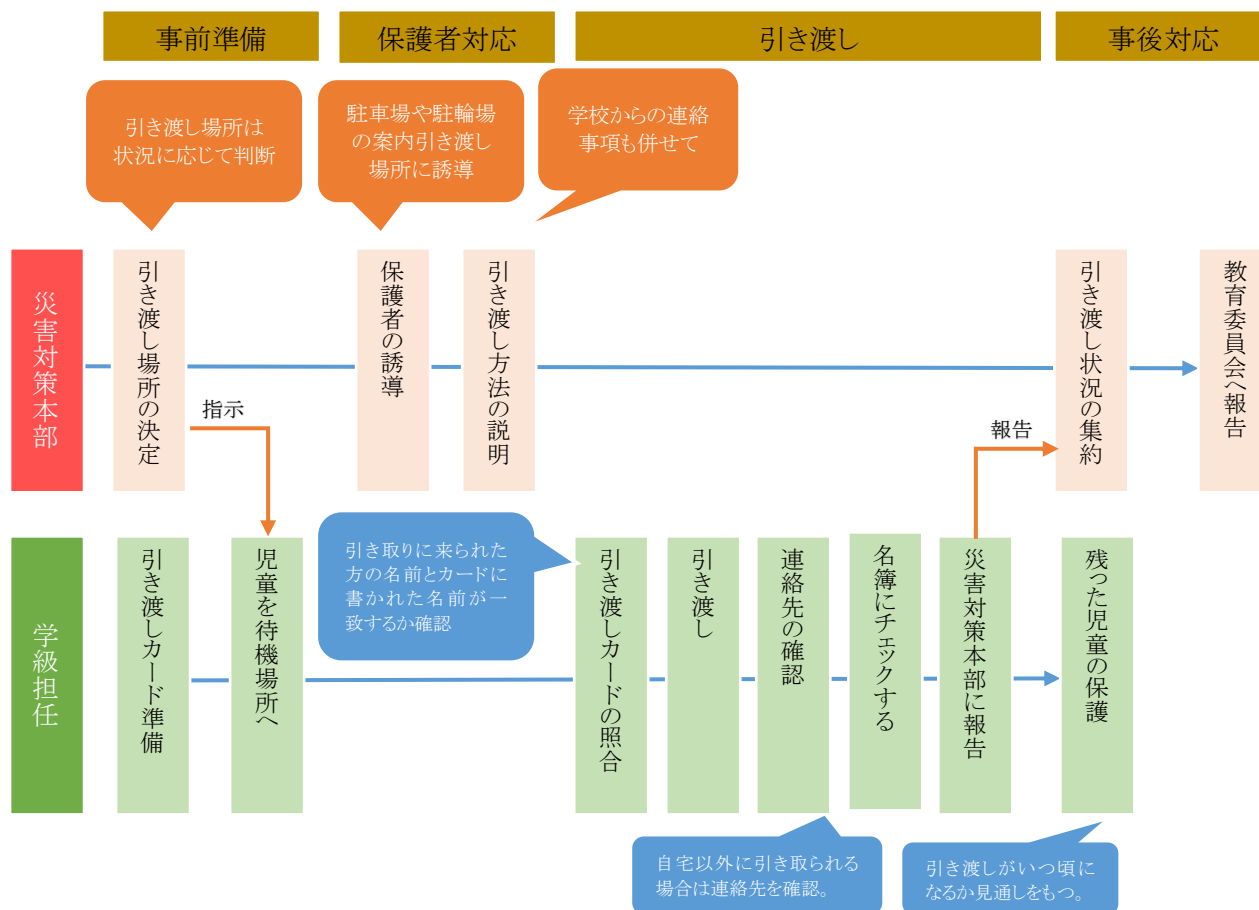 事前準備
保護者対応
引き渡し
事後対応
引き渡し場所は
状況に応じて判断
駐車場や駐輪場
の案内引き渡し
場所に誘導
学校からの連絡
事項も併せて
災害対策本部
引き渡し場所の決定
保護者の誘導
引き渡し方法の説明
引き渡し状況の集約
教育委員会へ報告
指示
報告
学級担任
引き渡しカード準備
児童を待機場所へ
引き取りに来られた
方の名前とカードに
書かれた名前が一
致するか確認
引き渡しカードの照合
引き渡し
連絡先の確認
名簿にチェックする
災害対策本部に報告
残った児童の保護
自宅以外に引き取られる
場合は連絡先を確認。
引き渡しがいつ頃に
なるか見通しをもつ。